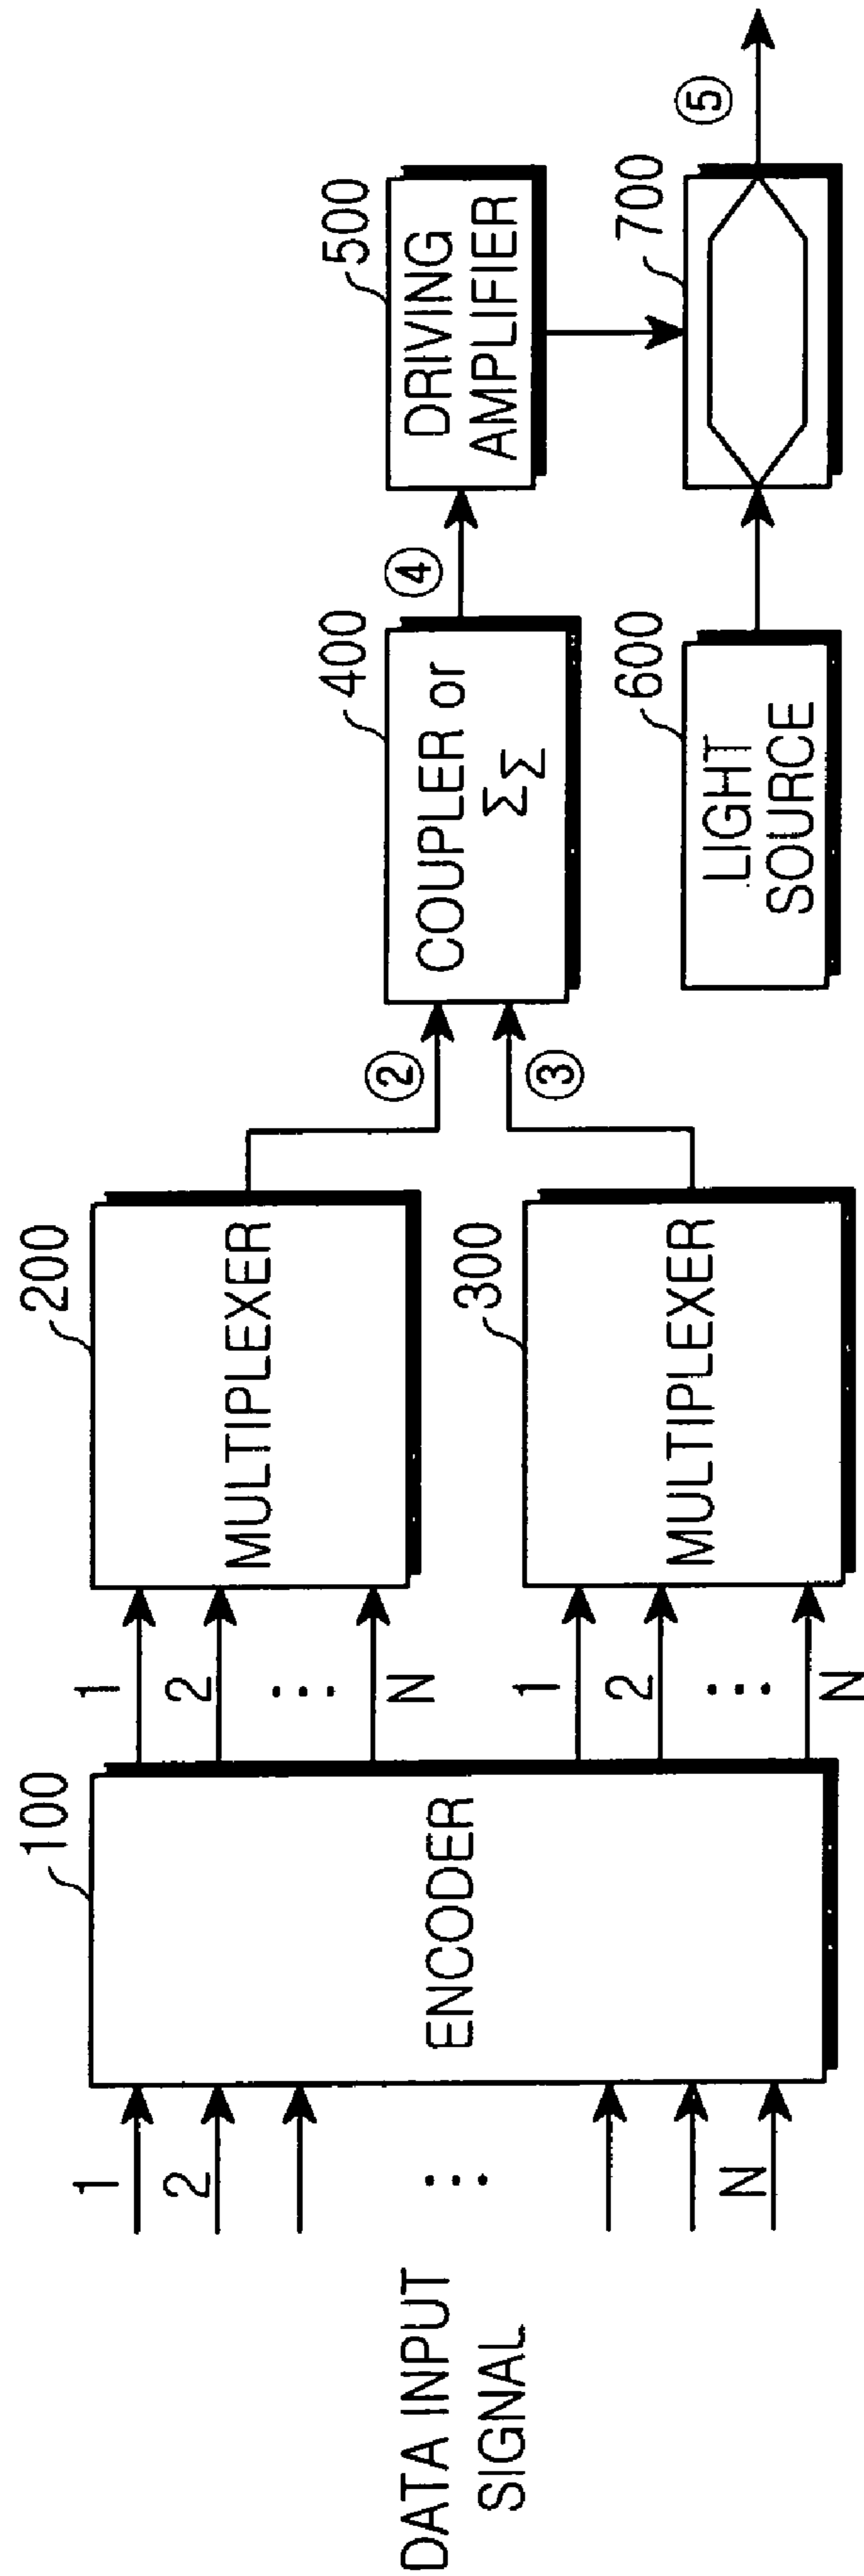 DATA INPUT
SIGNAL
1
2
⋮
N
100
ENCODER
1
2
⋮
N
1
2
⋮
N
200
MULTIPLEXER
300
MULTIPLEXER
②
③
400
COUPLER or
ΣΣ
④
500
DRIVING
AMPLIFIER
600
LIGHT
SOURCE
700
⑤